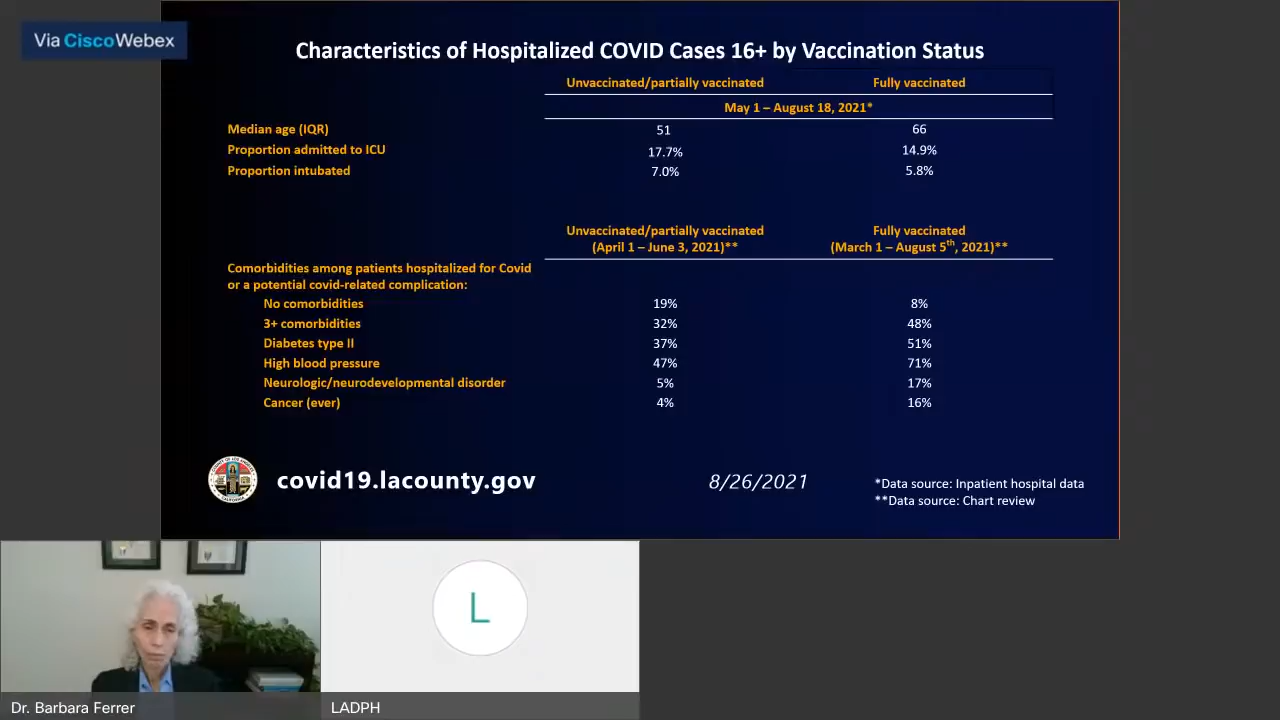 Via Cisco Webex
Characteristics of Hospitalized COVID Cases 16+ by Vaccination Status
Unvaccinated/partially vaccinated Fully vaccinated
May 1 – August 18, 2021*
Median age (IQR) 51 66
Proportion admitted to ICU 17.7% 14.9%
Proportion intubated 7.0% 5.8%
Unvaccinated/partially vaccinated Fully vaccinated
(April 1 – June 3, 2021)** (March 1 – August 5th, 2021)**
Comorbidities among patients hospitalized for Covid
or a potential covid-related complication:
No comorbidities 19% 8%
3+ comorbidities 32% 48%
Diabetes type II 37% 51%
High blood pressure 47% 71%
Neurologic/neurodevelopmental disorder 5% 17%
Cancer (ever) 4% 16%
covid19.lacounty.gov 8/26/2021
*Data source: Inpatient hospital data
**Data source: Chart review
L
Dr. Barbara Ferrer LADPH